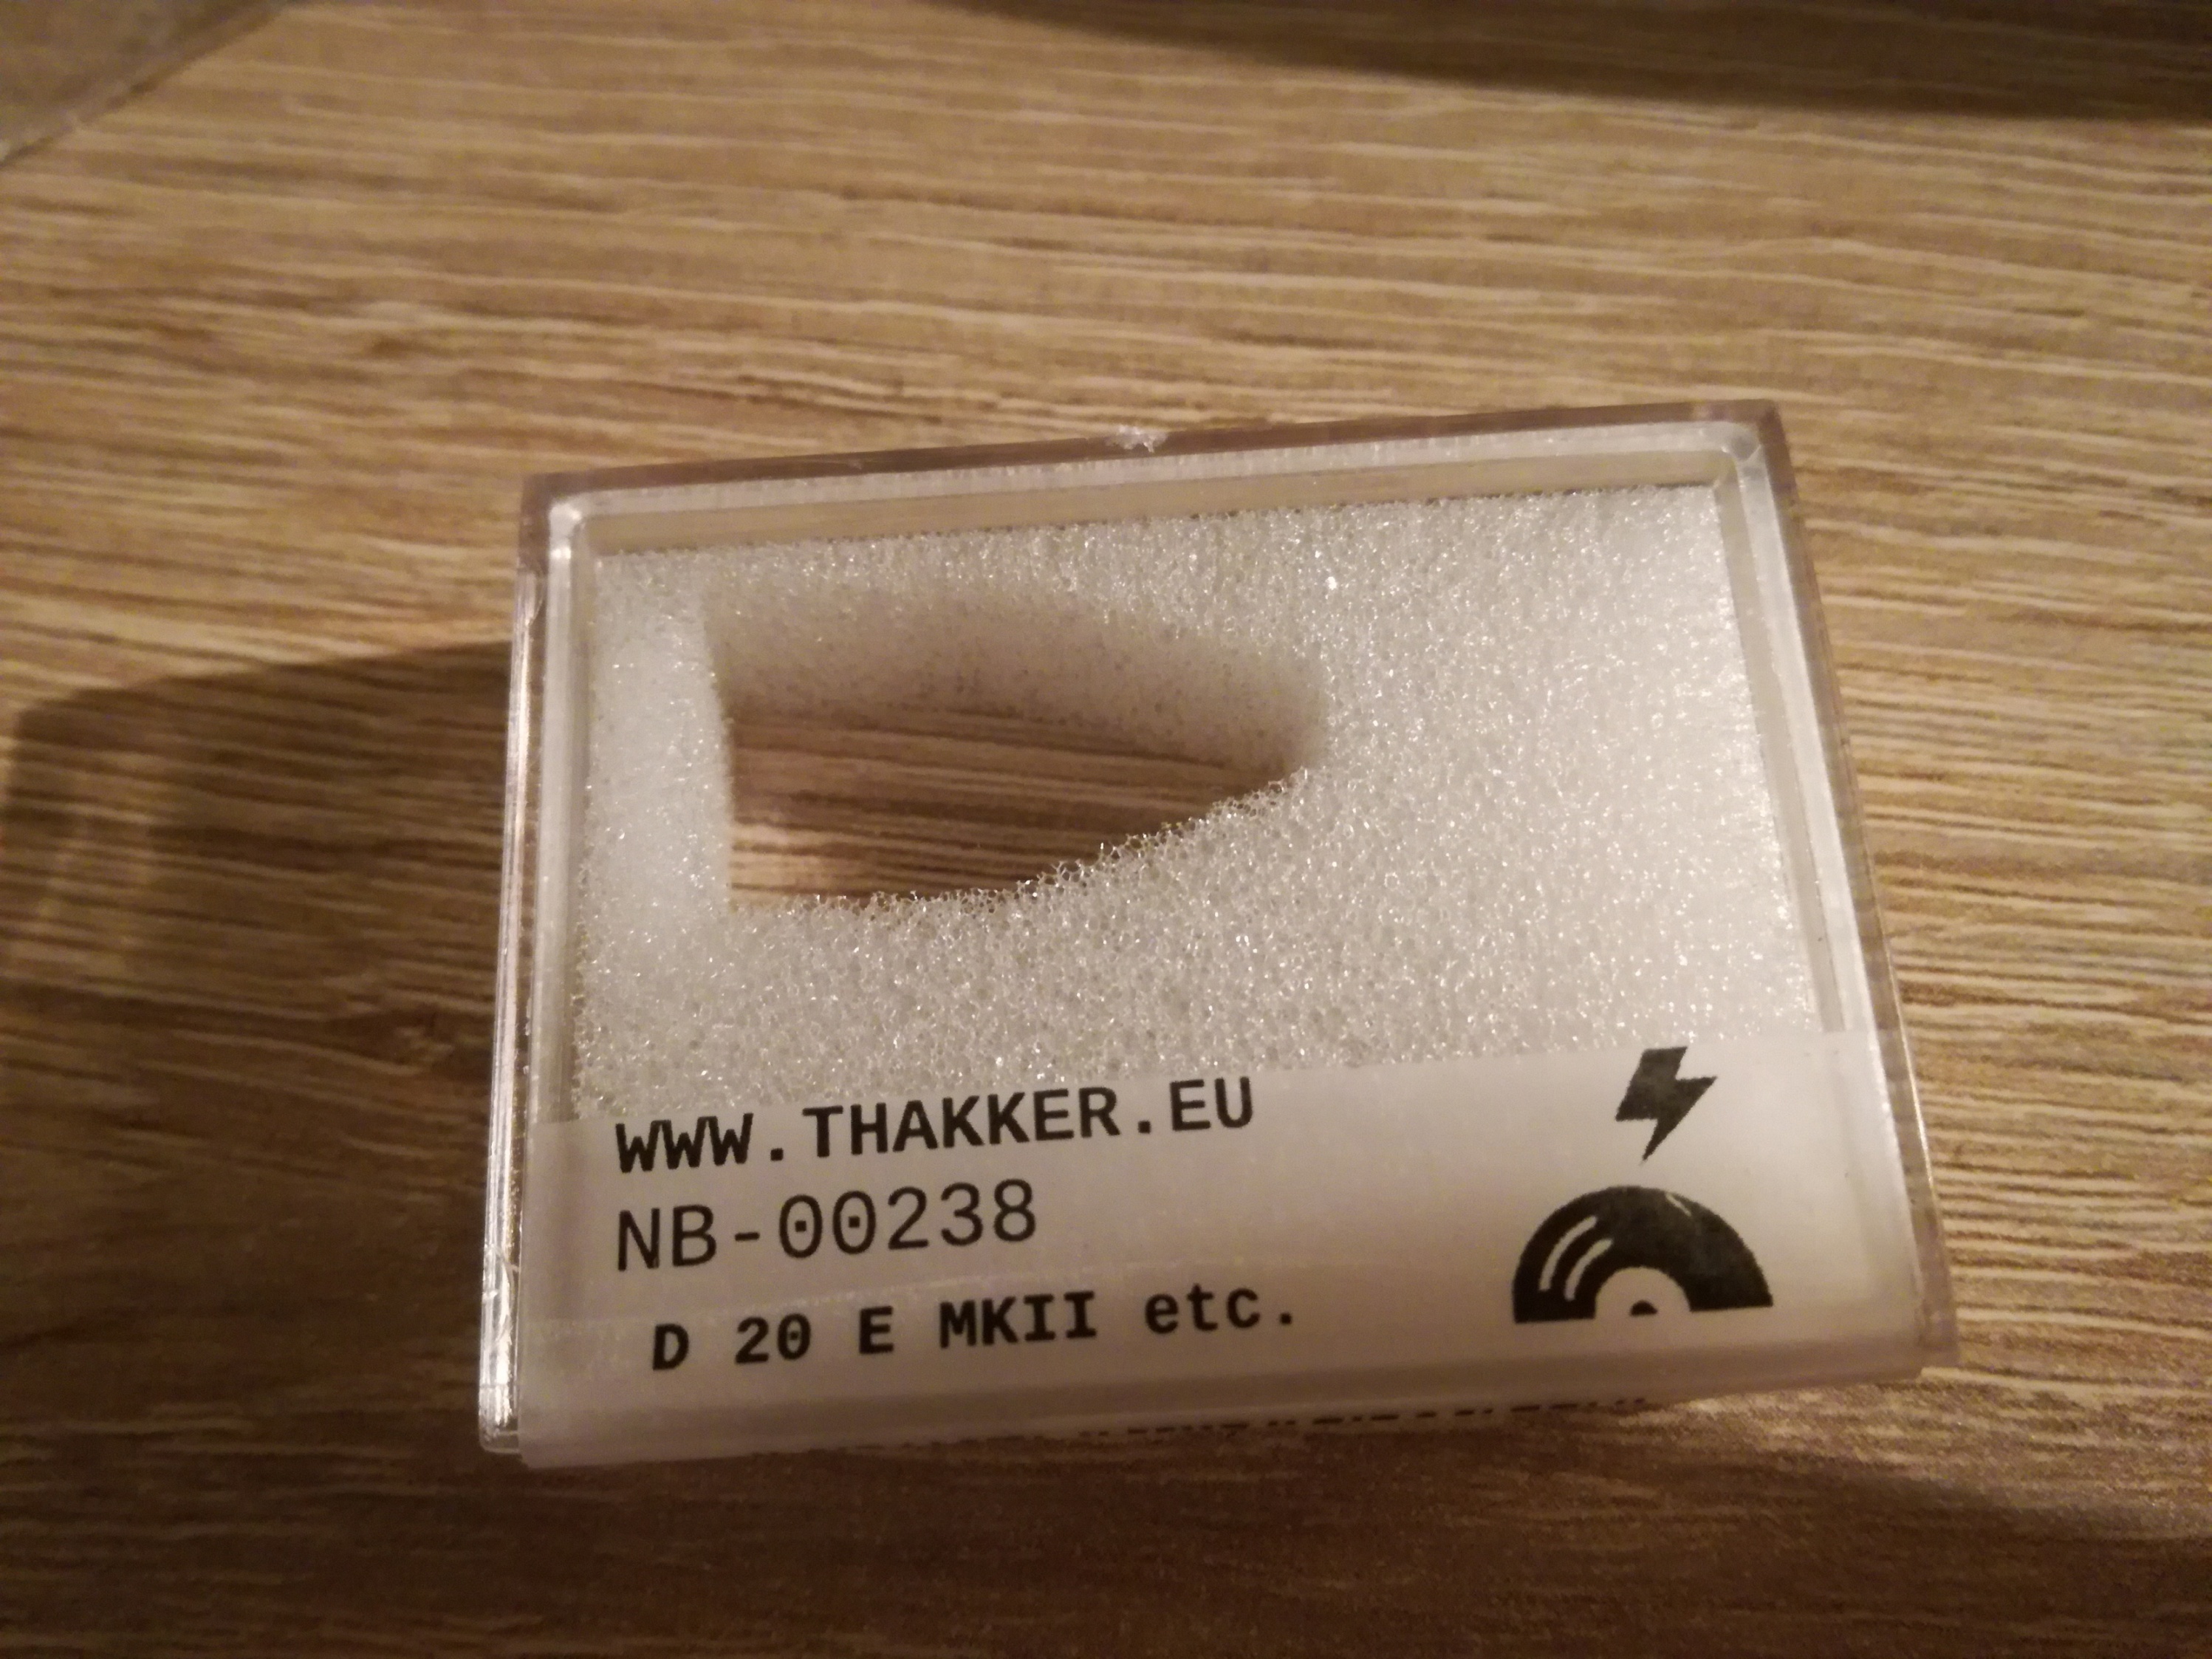 WWW.THAKKER.EU
NB-00238
D 20 E MKII etc.